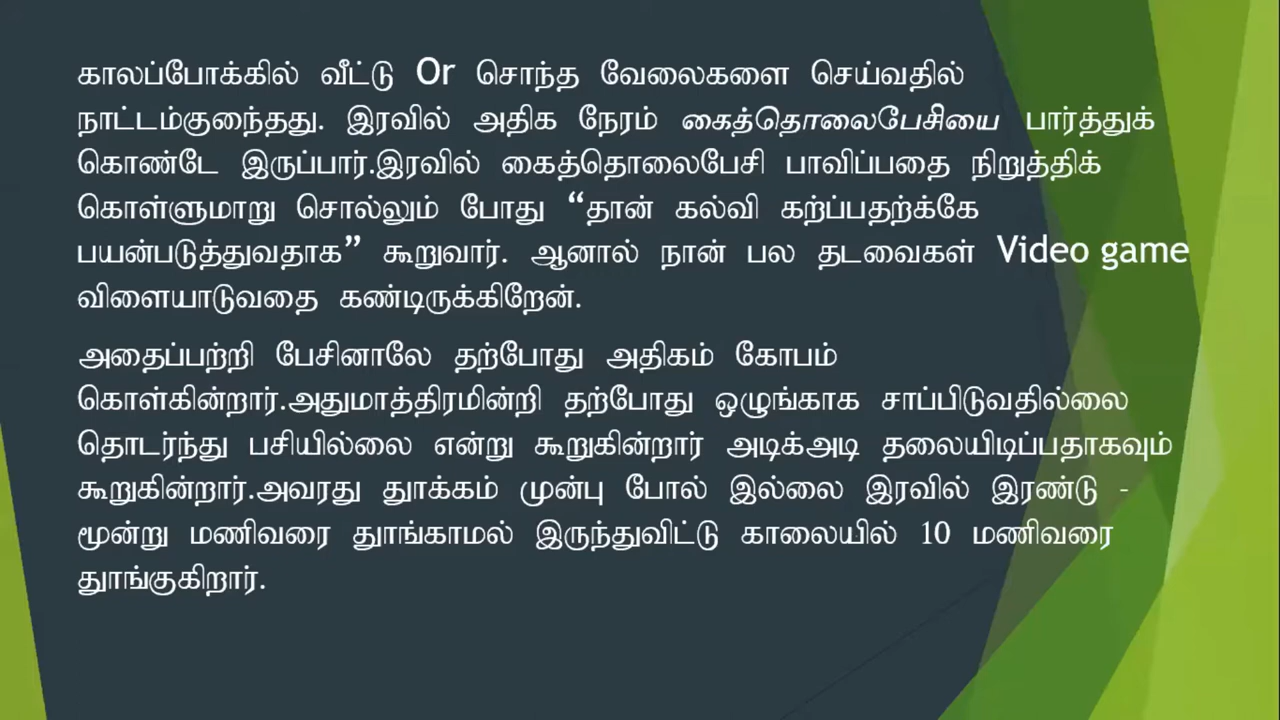 காலப்போக்கில் வீட்டு Or சொந்த வேலைகளை செய்வதில்
நாட்டம்குறைந்தது. இரவில் அதிக நேரம் கைத்தொலைபேசியை பார்த்துக்
கொண்டே இருப்பார்.இரவில் கைத்தொலைபேசி பாவிப்பதை நிறுத்திக்
கொள்ளுமாறு சொல்லும் போது “தான் கல்வி கற்ப்பதற்க்கே
பயன்படுத்துவதாக” கூறுவார். ஆனால் நான் பல தடவைகள் Video game
விளையாடுவதை கண்டிருக்கிறேன்.
அதைப்பற்றி பேசினாலே தற்போது அதிகம் கோபம்
கொள்கின்றார்.அதுமாத்திரமின்றி தற்போது ஒழுங்காக சாப்பிடுவதில்லை
தொடர்ந்து பசியில்லை என்று கூறுகின்றார் அடிக்அடி தலையிடிப்பதாகவும்
கூறுகின்றார்.அவரது தூக்கம் முன்பு போல் இல்லை இரவில் இரண்டு -
மூன்று மணிவரை தூங்காமல் இருந்துவிட்டு காலையில் 10 மணிவரை
தூங்குகிறார்.